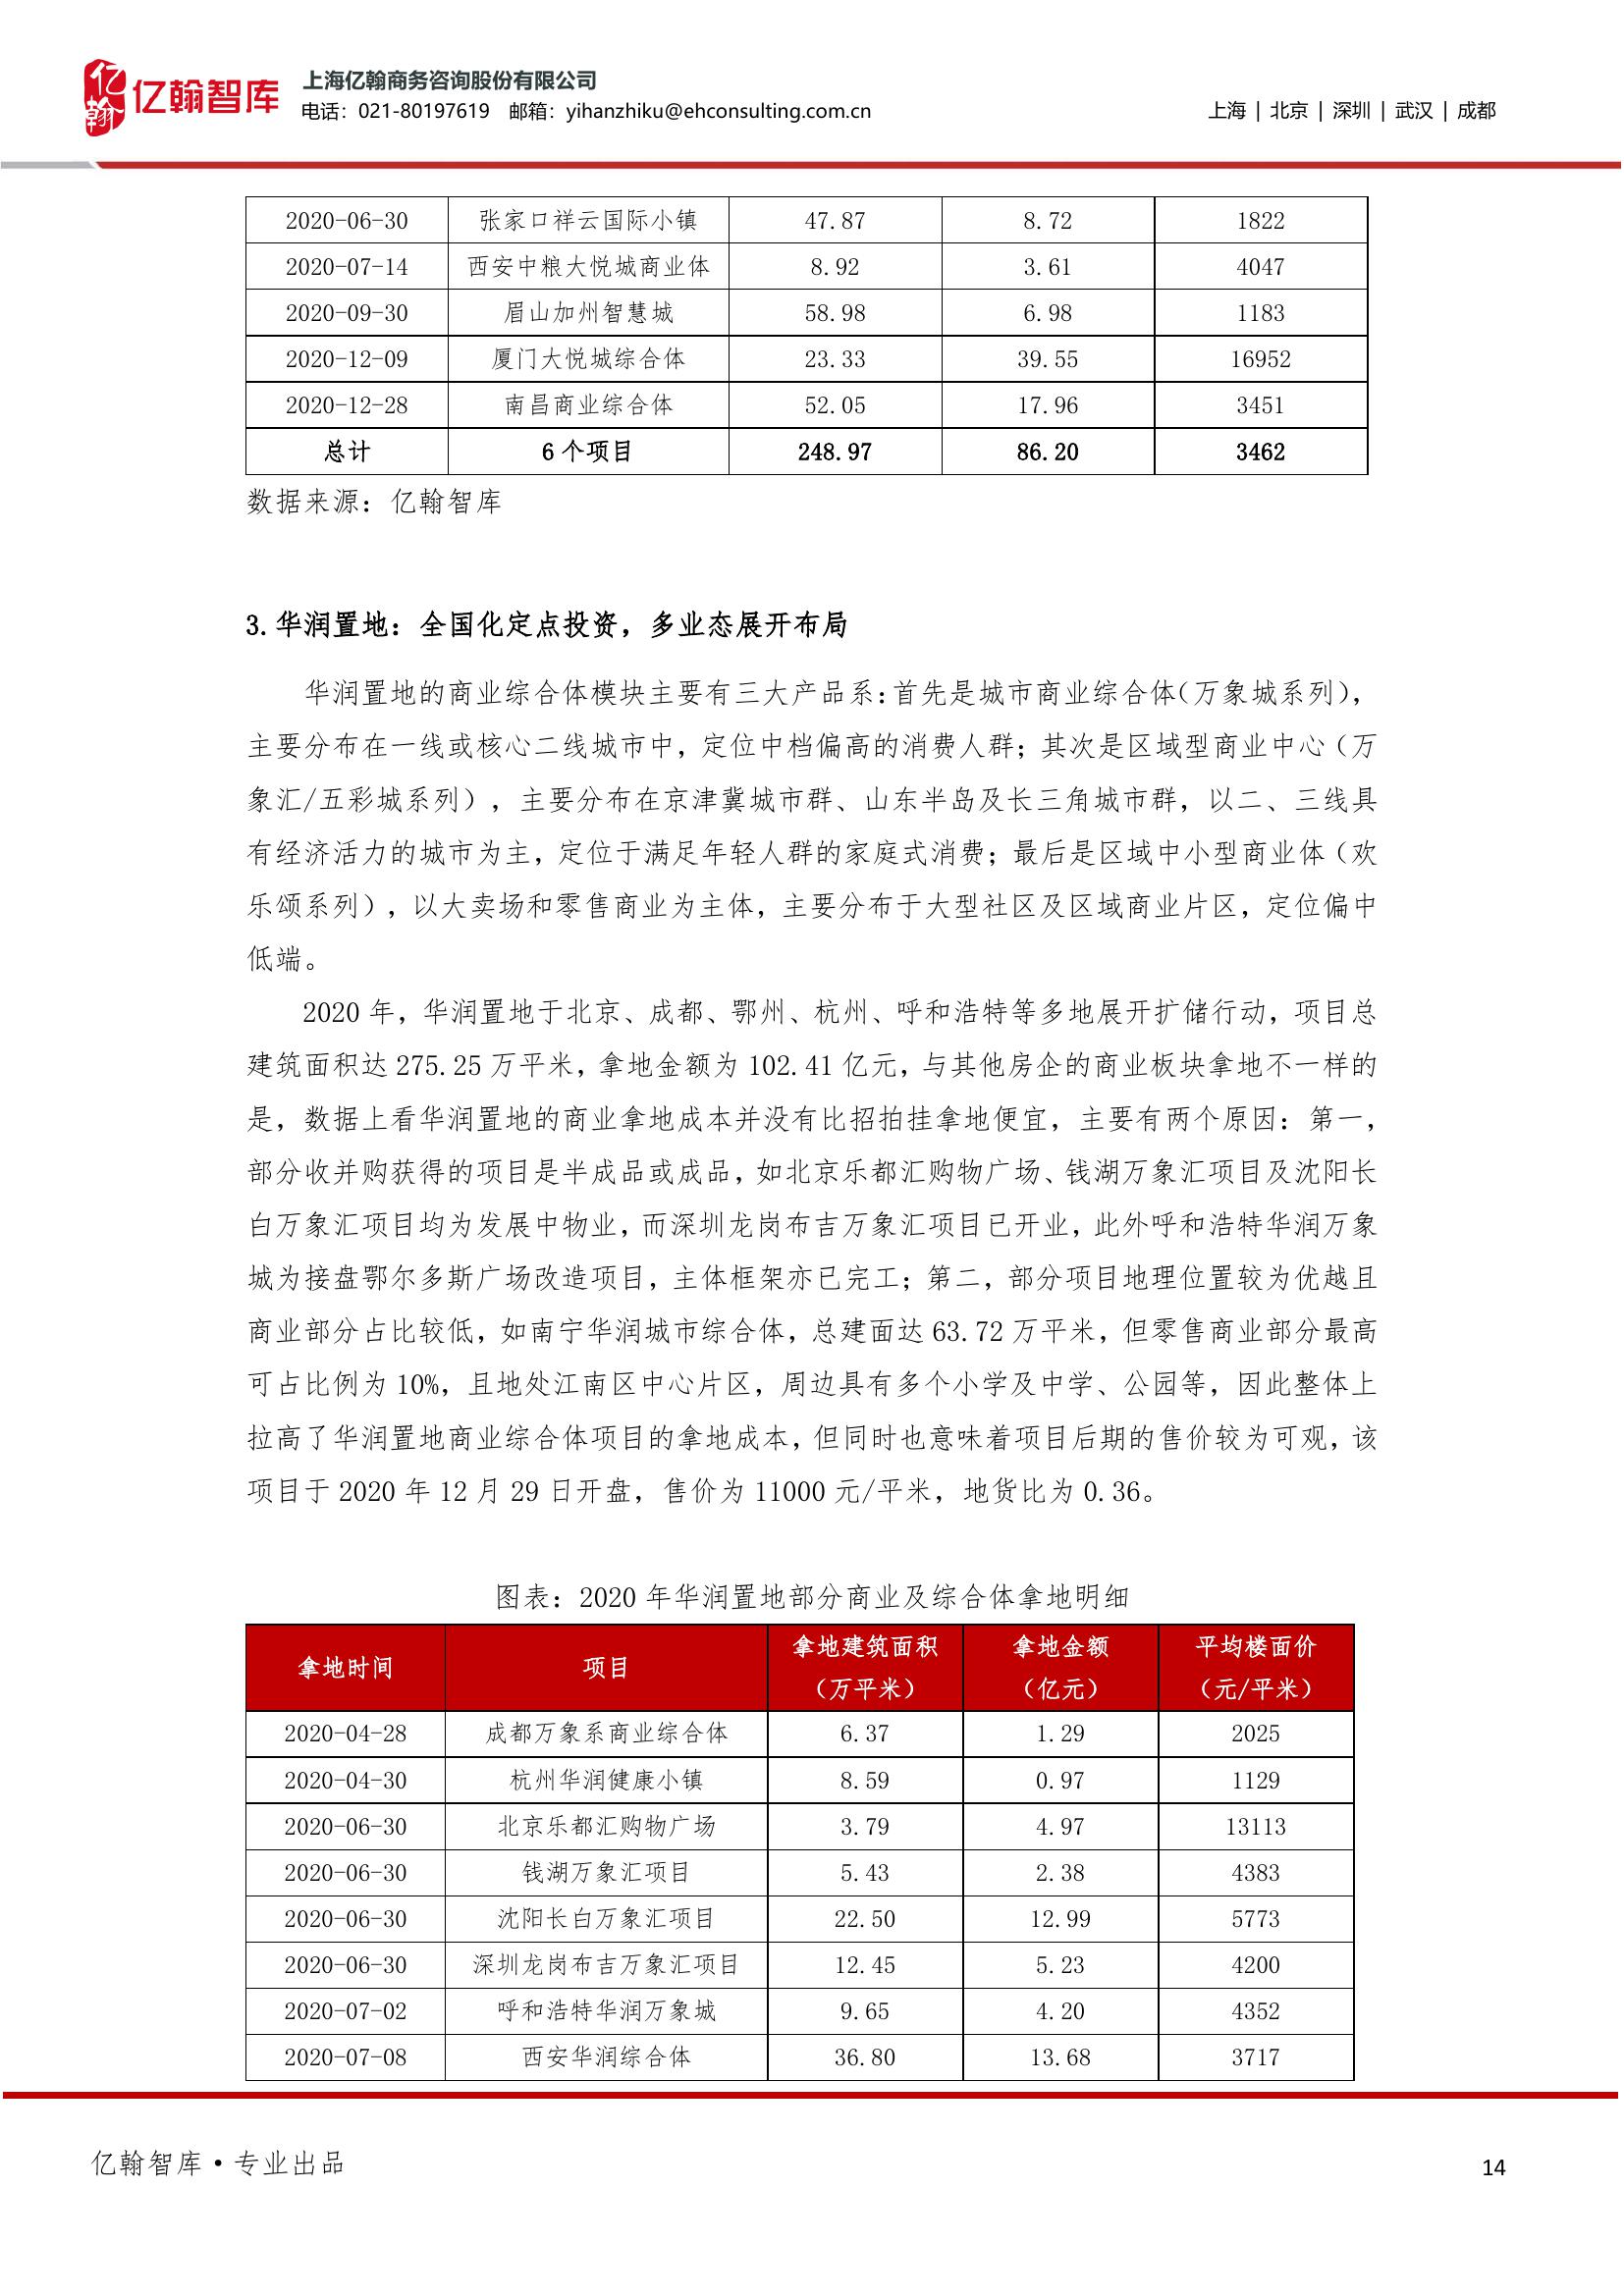 亿翰
亿翰智库
上海亿翰商务咨询股份有限公司
电话：021-80197619 邮箱：yihanzhiku@ehconsulting.com.cn
上海 | 北京 | 深圳 | 武汉 | 成都
2020-06-30 张家口祥云国际小镇 47.87 8.72 1822
2020-07-14 西安中粮大悦城商业体 8.92 3.61 4047
2020-09-30 眉山加州智慧城 58.98 6.98 1183
2020-12-09 厦门大悦城综合体 23.33 39.55 16952
2020-12-28 南昌商业综合体 52.05 17.96 3451
总计 6 个项目 248.97 86.20 3462
数据来源：亿翰智库
3.华润置地：全国化定点投资，多业态展开布局
华润置地的商业综合体模块主要有三大产品系：首先是城市商业综合体（万象城系列），
主要分布在一线或核心二线城市中，定位中档偏高的消费人群；其次是区域型商业中心（万
象汇/五彩城系列），主要分布在京津冀城市群、山东半岛及长三角城市群，以二、三线具
有经济活力的城市为主，定位于满足年轻人群的家庭式消费；最后是区域中小型商业体（欢
乐颂系列），以大卖场和零售商业为主体，主要分布于大型社区及区域商业片区，定位偏中
低端。
2020 年，华润置地于北京、成都、鄂州、杭州、呼和浩特等多地展开扩储行动，项目总
建筑面积达 275.25 万平米，拿地金额为 102.41 亿元，与其他房企的商业板块拿地不一样的
是，数据上看华润置地的商业拿地成本并没有比招拍挂拿地便宜，主要有两个原因：第一，
部分收并购获得的项目是半成品或成品，如北京乐都汇购物广场、钱湖万象汇项目及沈阳长
白万象汇项目均为发展中物业，而深圳龙岗布吉万象汇项目已开业，此外呼和浩特华润万象
城为接盘鄂尔多斯广场改造项目，主体框架亦已完工；第二，部分项目地理位置较为优越且
商业部分占比较低，如南宁华润城市综合体，总建面达 63.72 万平米，但零售商业部分最高
可占比例为 10%，且地处江南区中心片区，周边具有多个小学及中学、公园等，因此整体上
拉高了华润置地商业综合体项目的拿地成本，但同时也意味着项目后期的售价较为可观，该
项目于 2020 年 12 月 29 日开盘，售价为 11000 元/平米，地货比为 0.36。
图表：2020 年华润置地部分商业及综合体拿地明细
拿地时间 项目 拿地建筑面积（万平米） 拿地金额（亿元） 平均楼面价（元/平米）
2020-04-28 成都万象系商业综合体 6.37 1.29 2025
2020-04-30 杭州华润健康小镇 8.59 0.97 1129
2020-06-30 北京乐都汇购物广场 3.79 4.97 13113
2020-06-30 钱湖万象汇项目 5.43 2.38 4383
2020-06-30 沈阳长白万象汇项目 22.50 12.99 5773
2020-06-30 深圳龙岗布吉万象汇项目 12.45 5.23 4200
2020-07-02 呼和浩特华润万象城 9.65 4.20 4352
2020-07-08 西安华润综合体 36.80 13.68 3717
亿翰智库•专业出品
14